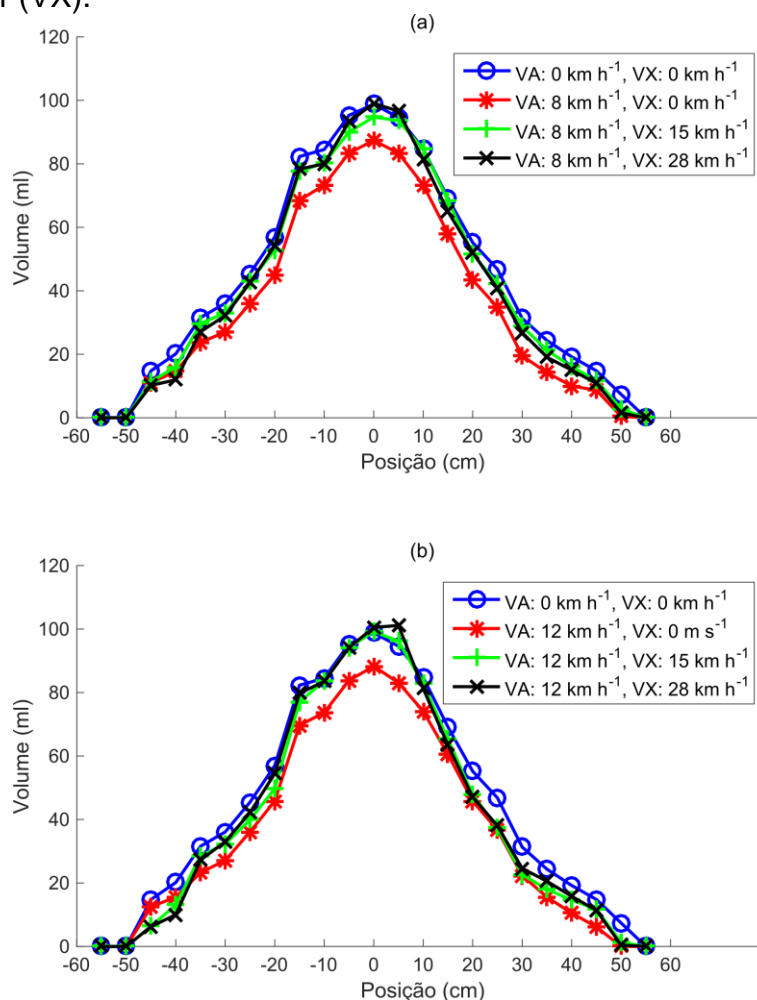 (VX).
(a)
120
100
80
60
40
20
0
Volume (ml)
VA: 0 km h⁻¹, VX: 0 km h⁻¹
VA: 8 km h⁻¹, VX: 0 km h⁻¹
VA: 8 km h⁻¹, VX: 15 km h⁻¹
VA: 8 km h⁻¹, VX: 28 km h⁻¹
-60 -50 -40 -30 -20 -10 0 10 20 30 40 50 60
Posição (cm)
(b)
120
100
80
60
40
20
0
Volume (ml)
VA: 0 km h⁻¹, VX: 0 km h⁻¹
VA: 12 km h⁻¹, VX: 0 m s⁻¹
VA: 12 km h⁻¹, VX: 15 km h⁻¹
VA: 12 km h⁻¹, VX: 28 km h⁻¹
-60 -50 -40 -30 -20 -10 0 10 20 30 40 50 60
Posição (cm)